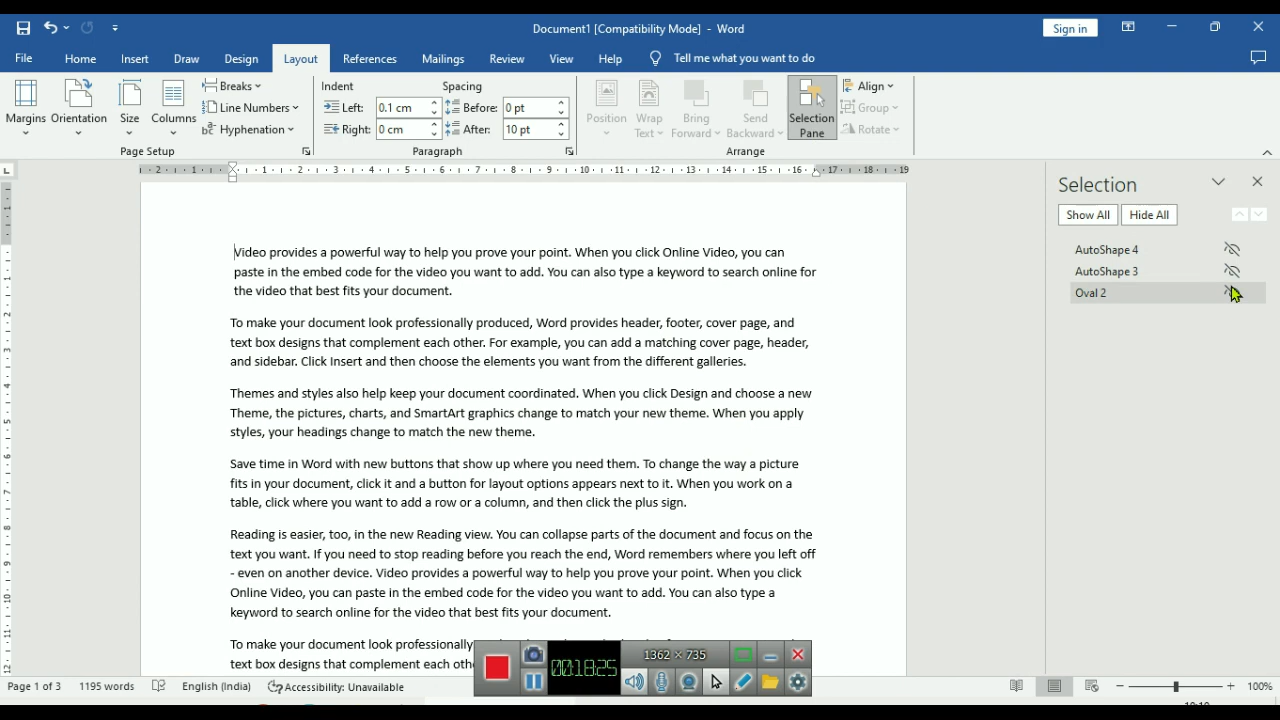 Document1 [Compatibility Mode] - Word
Sign in
File Home Insert Draw Design Layout References Mailings Review View Help Tell me what you want to do
Margins Orientation Size Columns
Breaks
Line Numbers
Hyphenation
Page Setup
Indent
Left: 0.1 cm
Right: 0 cm
Spacing
Before: 0 pt
After: 10 pt
Paragraph
Position
Wrap Text
Bring Forward
Send Backward
Selection Pane
Align
Group
Rotate
Arrange
Selection
Show All Hide All
AutoShape 4
AutoShape 3
Oval 2
Video provides a powerful way to help you prove your point. When you click Online Video, you can
paste in the embed code for the video you want to add. You can also type a keyword to search online for
the video that best fits your document.
To make your document look professionally produced, Word provides header, footer, cover page, and
text box designs that complement each other. For example, you can add a matching cover page, header,
and sidebar. Click Insert and then choose the elements you want from the different galleries.
Themes and styles also help keep your document coordinated. When you click Design and choose a new
Theme, the pictures, charts, and SmartArt graphics change to match your new theme. When you apply
styles, your headings change to match the new theme.
Save time in Word with new buttons that show up where you need them. To change the way a picture
fits in your document, click it and a button for layout options appears next to it. When you work on a
table, click where you want to add a row or a column, and then click the plus sign.
Reading is easier, too, in the new Reading view. You can collapse parts of the document and focus on the
text you want. If you need to stop reading before you reach the end, Word remembers where you left off
- even on another device. Video provides a powerful way to help you prove your point. When you click
Online Video, you can paste in the embed code for the video you want to add. You can also type a
keyword to search online for the video that best fits your document.
To make your document look professionally
text box designs that complement each
1362 × 735
00:18:25
Page 1 of 3 1195 words English (India) Accessibility: Unavailable 100%